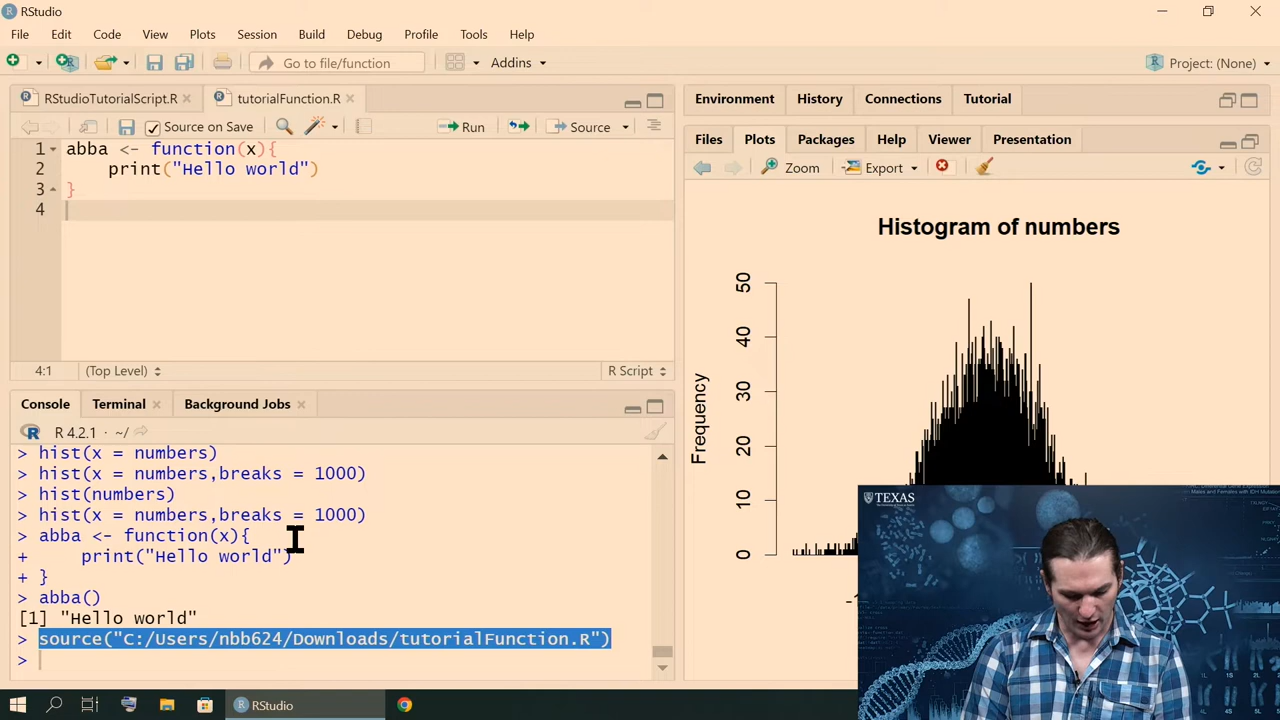 RStudio
File Edit Code View Plots Session Build Debug Profile Tools Help
Go to file/function Addins Project: (None)
RStudioTutorialScript.R tutorialFunction.R
Source on Save Run Source
1 abba <- function(x){
2 print("Hello world")
3 }
4
4:1 (Top Level) R Script
Console Terminal Background Jobs
R 4.2.1 · ~/
> hist(x = numbers)
> hist(x = numbers,breaks = 1000)
> hist(numbers)
> hist(x = numbers,breaks = 1000)
> abba <- function(x){
+ print("Hello world")
+ }
> abba()
[1] "Hello world"
> source("C:/Users/nbb624/Downloads/tutorialFunction.R")
>
Environment History Connections Tutorial
Files Plots Packages Help Viewer Presentation
Zoom Export
Histogram of numbers
Frequency
50
40
30
20
10
0
TEXAS
RStudio